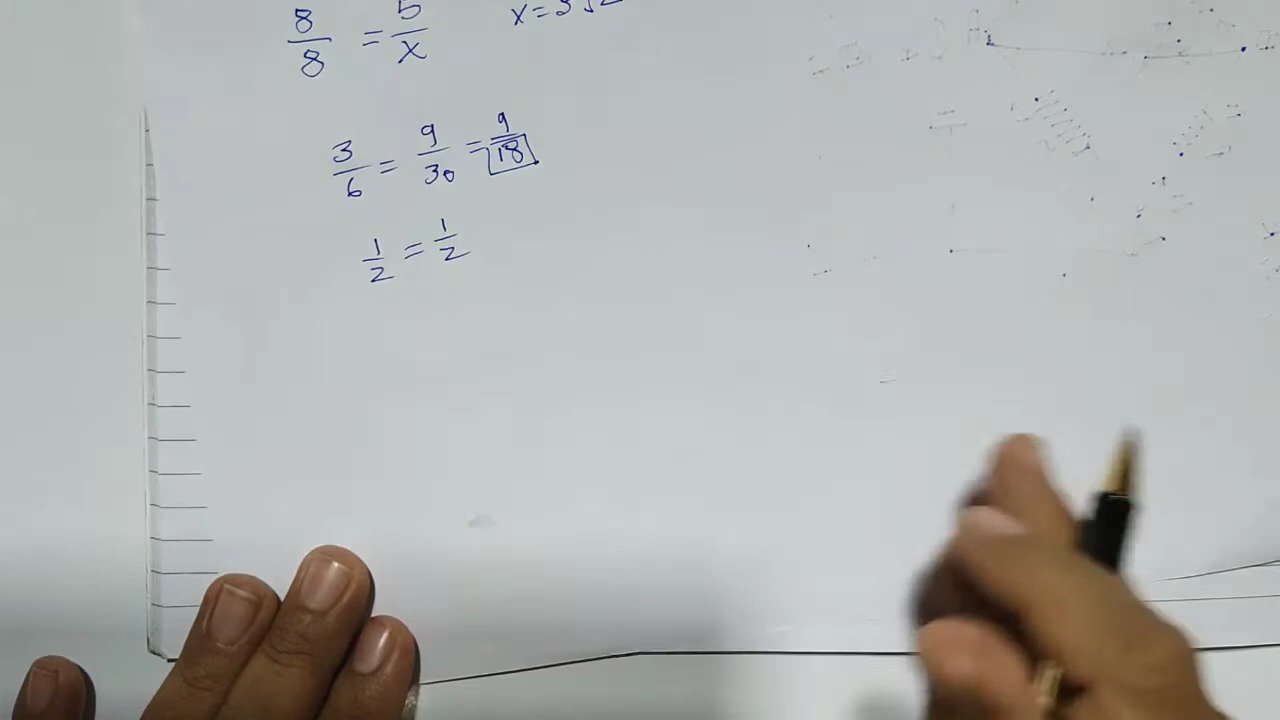 8/8 = 5/x
3/6 = 9/30 = 9/18
1/2 = 1/2